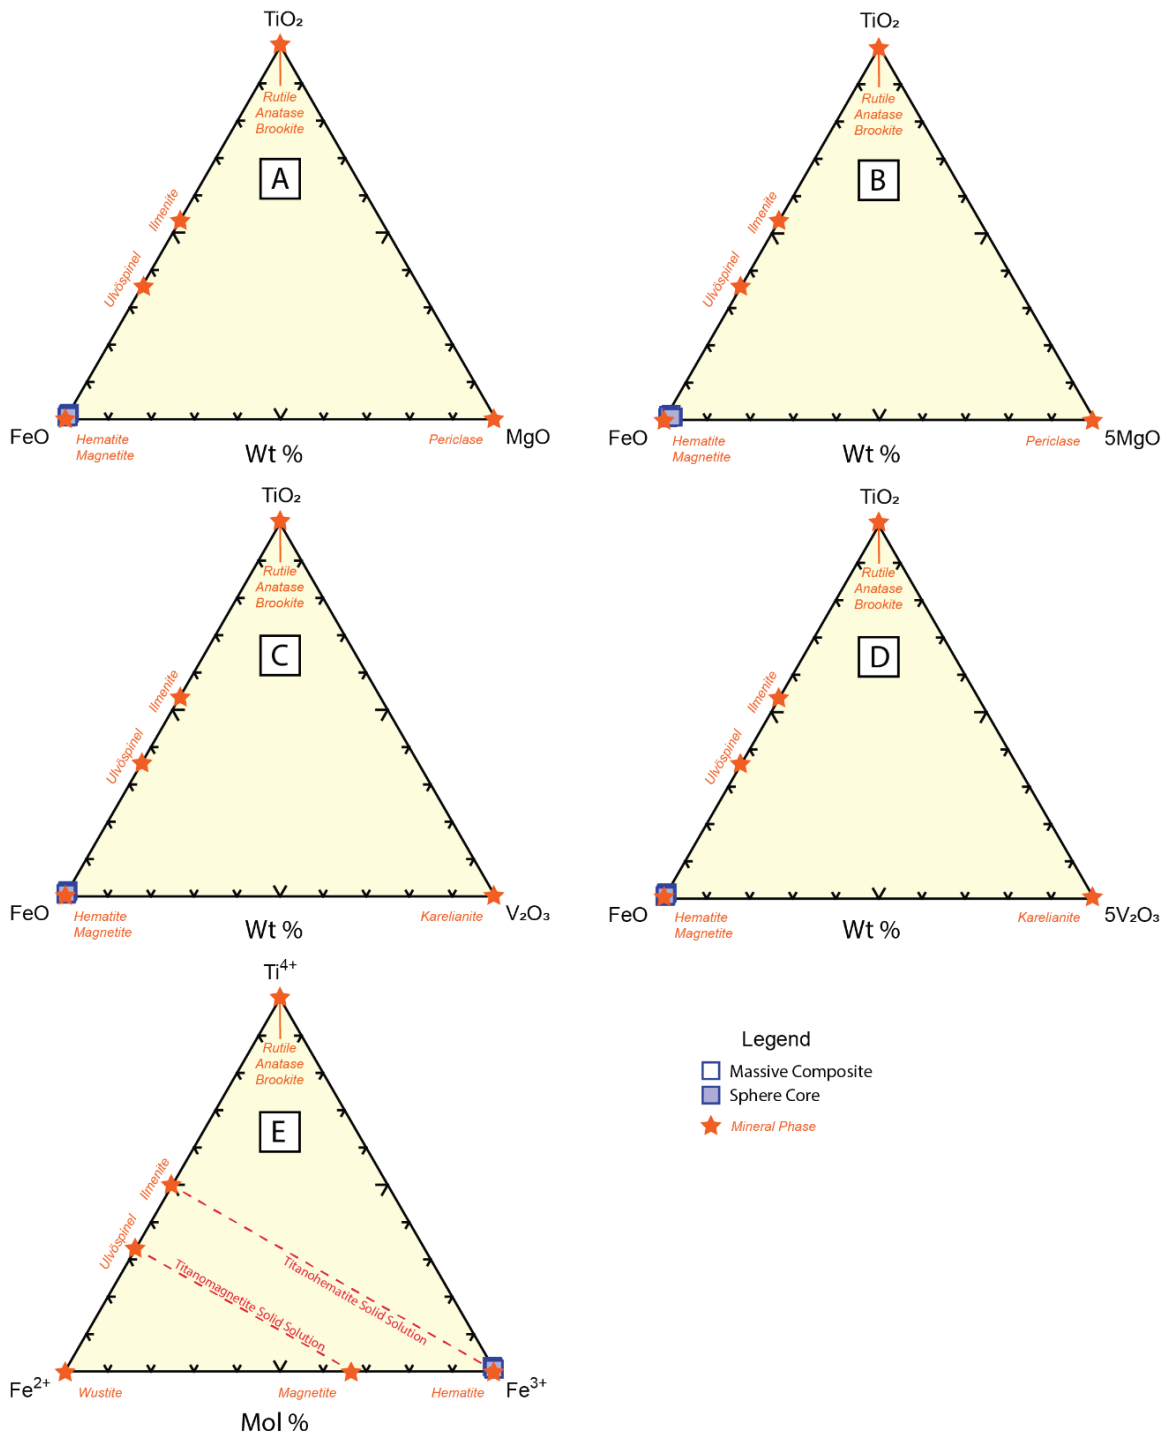 TiO₂
Rutile
Anatase
Brookite
A
Ilmenite
Ulvöspinel
FeO
Hematite
Magnetite
Periclase
MgO
Wt %
TiO₂
Rutile
Anatase
Brookite
B
Ilmenite
Ulvöspinel
FeO
Hematite
Magnetite
Periclase
5MgO
Wt %
TiO₂
Rutile
Anatase
Brookite
C
Ilmenite
Ulvöspinel
FeO
Hematite
Magnetite
Karelianite
V₂O₃
Wt %
TiO₂
Rutile
Anatase
Brookite
D
Ilmenite
Ulvöspinel
FeO
Hematite
Magnetite
Karelianite
5V₂O₃
Wt %
Ti⁴⁺
Rutile
Anatase
Brookite
E
Ilmenite
Ulvöspinel
Titanohematite Solid Solution
Titanomagnetite Solid Solution
Fe²⁺
Wustite
Magnetite
Hematite
Fe³⁺
Mol %
Legend
Massive Composite
Sphere Core
Mineral Phase